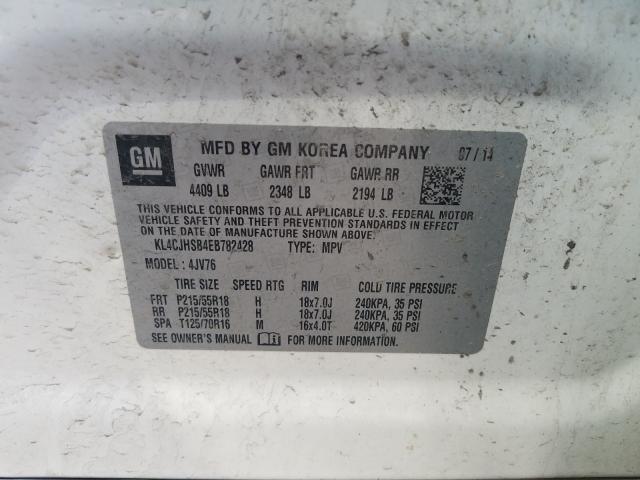 GM
MFD BY GM KOREA COMPANY 07/14
GVWR GAWR FRT GAWR RR
4409 LB 2348 LB 2194 LB
THIS VEHICLE CONFORMS TO ALL APPLICABLE U.S. FEDERAL MOTOR
VEHICLE SAFETY AND THEFT PREVENTION STANDARDS IN EFFECT
ON THE DATE OF MANUFACTURE SHOWN ABOVE.
KL4CJHSB4EB782428 TYPE: MPV
MODEL: 4JV76
TIRE SIZE SPEED RTG RIM COLD TIRE PRESSURE
FRT P215/55R18 H 18x7.0J 240KPA, 35 PSI
RR P215/55R18 H 18x7.0J 240KPA, 35 PSI
SPA T125/70R16 M 16x4.0T 420KPA, 60 PSI
SEE OWNER'S MANUAL FOR MORE INFORMATION.